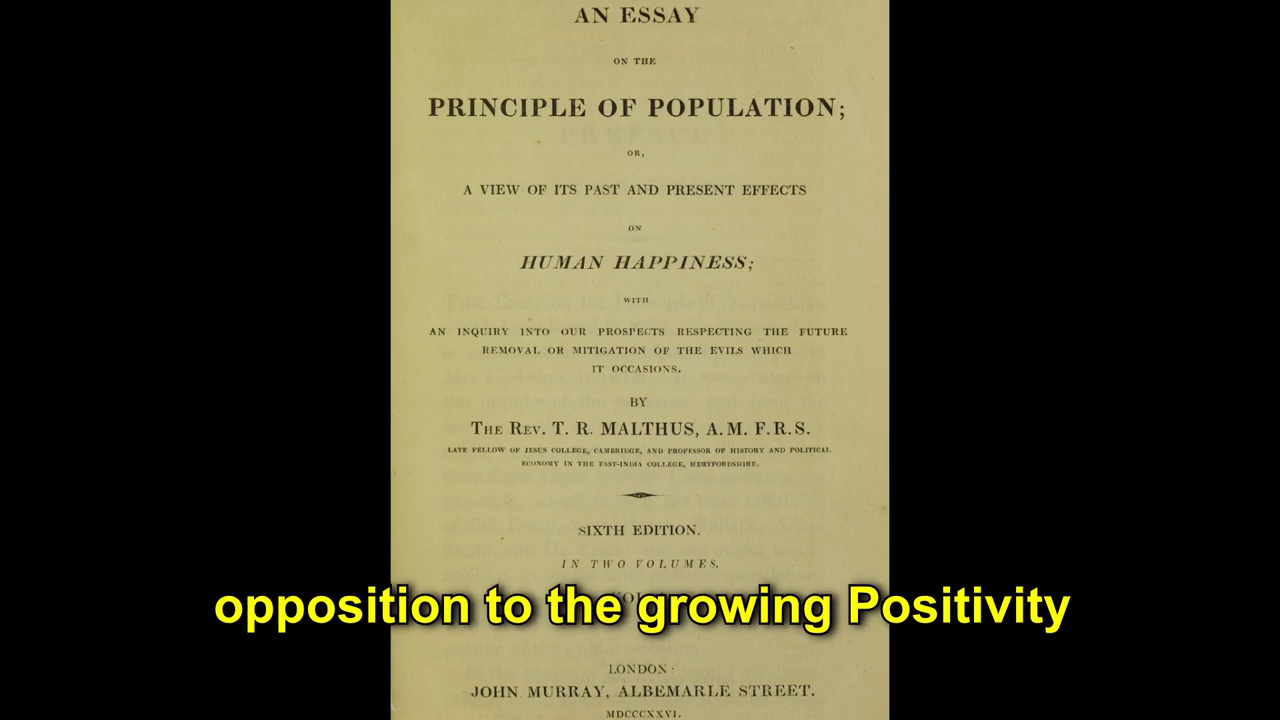 AN ESSAY
ON THE
PRINCIPLE OF POPULATION;
OR,
A VIEW OF ITS PAST AND PRESENT EFFECTS
ON
HUMAN HAPPINESS;
WITH
AN INQUIRY INTO OUR PROSPECTS RESPECTING THE FUTURE
REMOVAL OR MITIGATION OF THE EVILS WHICH
IT OCCASIONS.
BY
THE REV. T. R. MALTHUS, A.M. F.R.S.
LATE FELLOW OF JESUS COLLEGE, CAMBRIDGE, AND PROFESSOR OF HISTORY AND POLITICAL
ECONOMY IN THE EAST-INDIA COLLEGE, HERTFORDSHIRE.
SIXTH EDITION.
IN TWO VOLUMES.
opposition to the growing Positivity
LONDON:
JOHN MURRAY, ALBEMARLE STREET.
MDCCCXXVI.